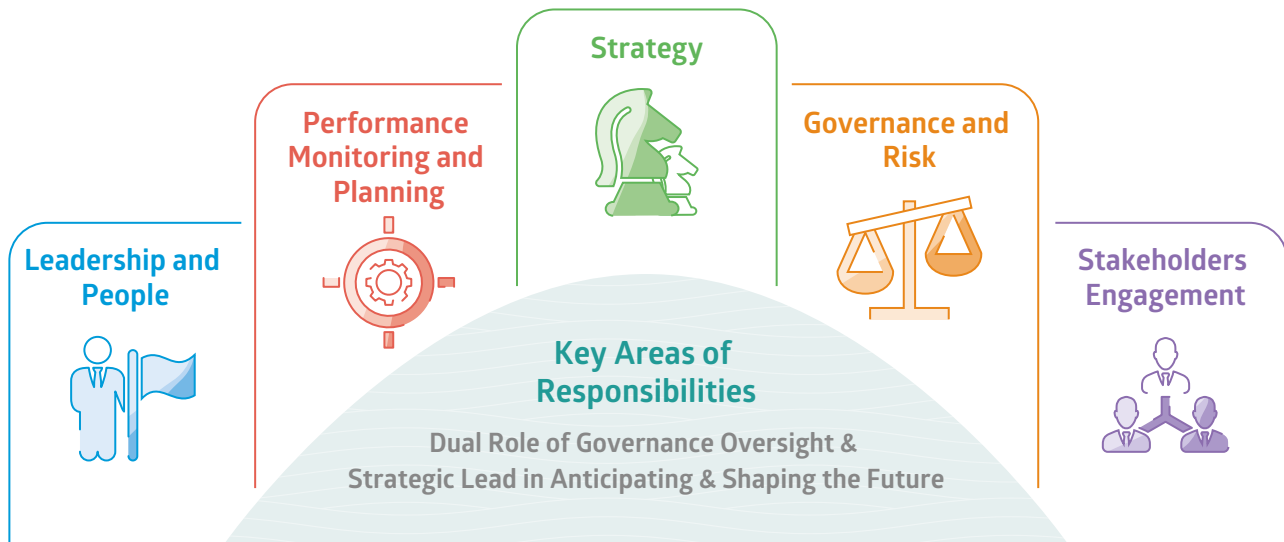 Strategy
Performance
Monitoring and
Planning
Governance and
Risk
Leadership and
People
Stakeholders
Engagement
Key Areas of
Responsibilities
Dual Role of Governance Oversight &
Strategic Lead in Anticipating & Shaping the Future